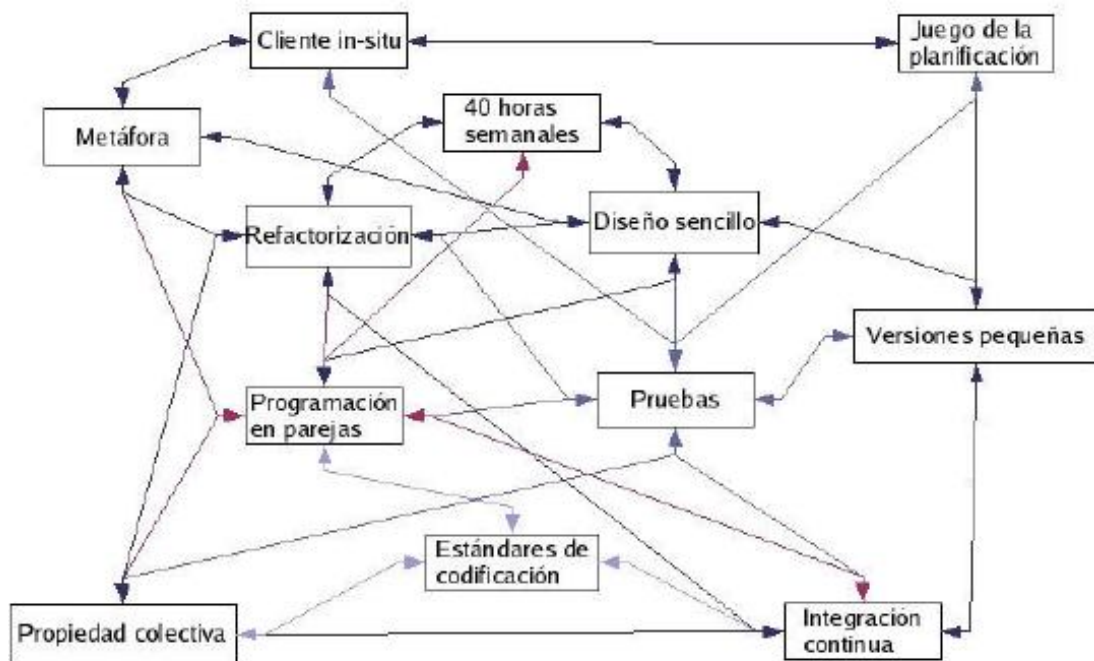 Cliente in-situ
Juego de la
planificación
40 horas
semanales
Metáfora
Refactorización
Diseño sencillo
Versiones pequeñas
Programación
en parejas
Pruebas
Estándares de
codificación
Propiedad colectiva
Integración
continua